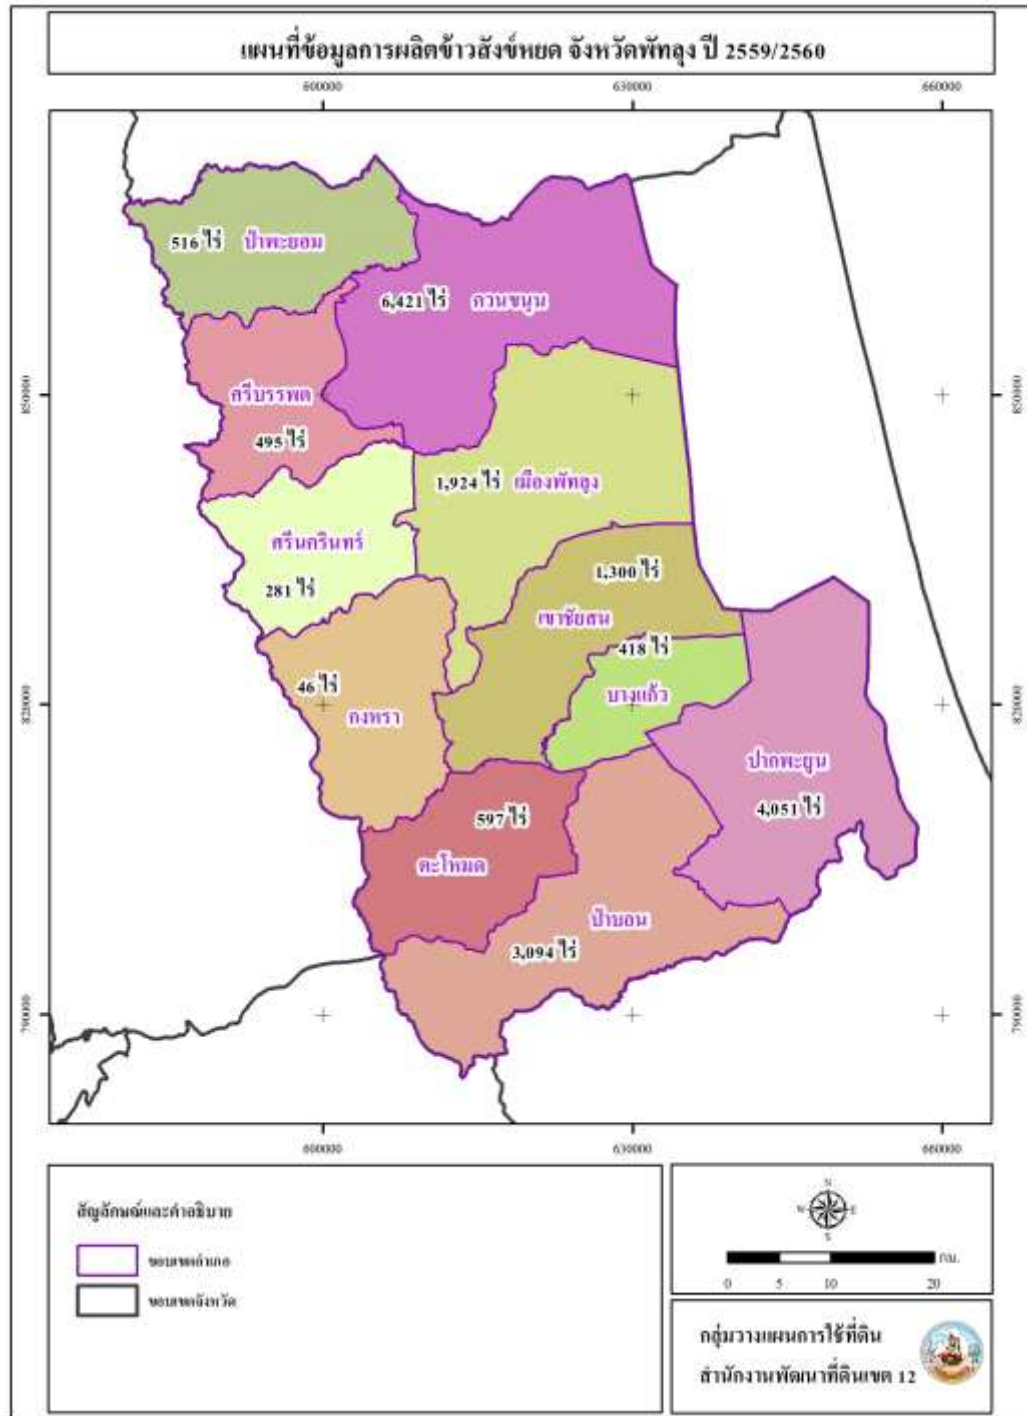 แผนที่ข้อมูลการผลิตข้าวสังข์หยด จังหวัดพัทลุง ปี 2559/2560
600000 630000 660000
516 ไร่ ป่าพะยอม
6,421 ไร่ ควนขนุน
850000 850000
ศรีบรรพต
495 ไร่
1,924 ไร่ เมืองพัทลุง
ศรีนครินทร์
281 ไร่
1,300 ไร่
เขาชัยสน
418 ไร่
46 ไร่
บางแก้ว
กงหรา
820000 820000
ปากพะยูน
4,051 ไร่
597 ไร่
ตะโหมด
ป่าบอน
3,094 ไร่
790000 790000
600000 630000 660000
สัญลักษณ์และคำอธิบาย
ขอบเขตอำเภอ
ขอบเขตจังหวัด
N
W E
S
กม.
0 5 10 20
กลุ่มวางแผนการใช้ที่ดิน
สำนักงานพัฒนาที่ดินเขต 12